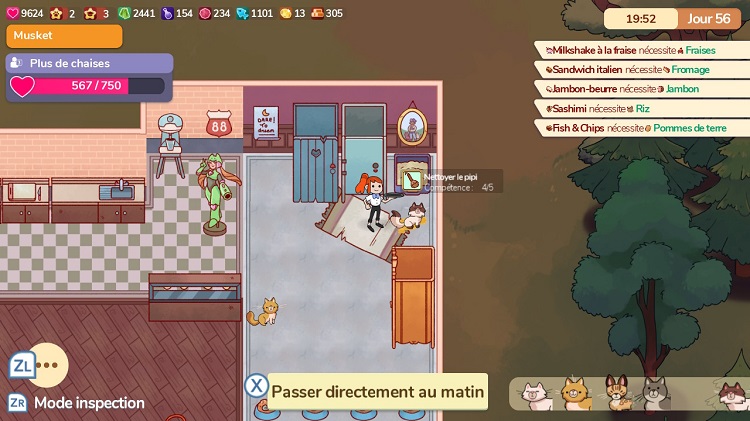 9624 2 3 2441 154 234 1101 13 305
19:52 Jour 56
Musket
Plus de chaises
567 / 750
Milkshake à la fraise nécessite Fraises
Sandwich italien nécessite Fromage
Jambon-beurre nécessite Jambon
Sashimi nécessite Riz
Fish & Chips nécessite Pommes de terre
88
DARE!
TO
Nettoyer le pipi
Compétence : 4/5
ZL
ZR Mode inspection
X Passer directement au matin